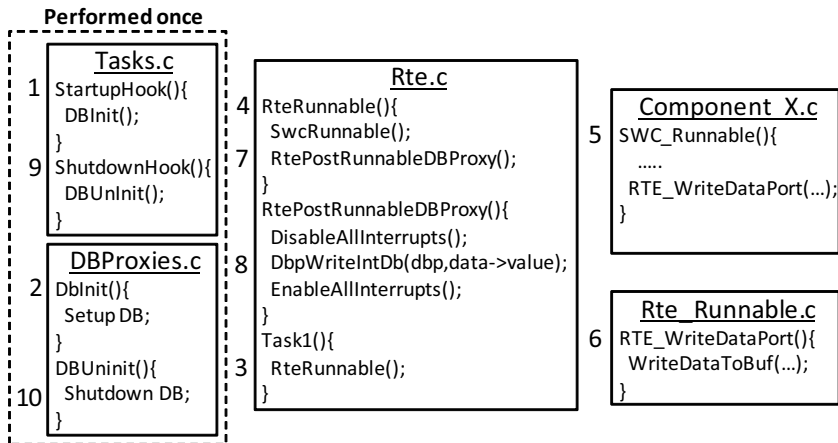 Performed once
Tasks.c
1 StartupHook(){
DBInit();
}
9 ShutdownHook(){
DBUnInit();
}
DBProxies.c
2 DbInit(){
Setup DB;
}
DBUninit(){
10 Shutdown DB;
}
Rte.c
4 RteRunnable(){
SwcRunnable();
7 RtePostRunnableDBProxy();
}
RtePostRunnableDBProxy(){
DisableAllInterrupts();
8 DbpWriteIntDb(dbp,data->value);
EnableAllInterrupts();
}
Task1(){
3 RteRunnable();
}
Component_X.c
5 SWC_Runnable(){
.....
RTE_WriteDataPort(...);
}
Rte_Runnable.c
6 RTE_WriteDataPort(){
WriteDataToBuf(...);
}